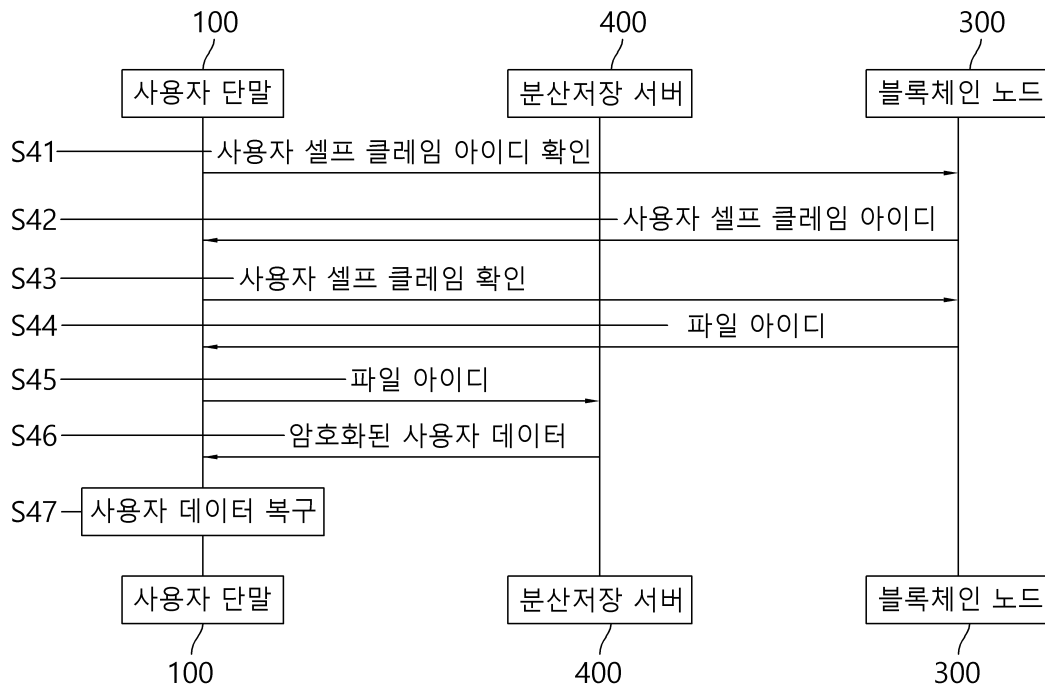 100 400 300
사용자 단말 분산저장 서버 블록체인 노드
S41 사용자 셀프 클레임 아이디 확인
S42 사용자 셀프 클레임 아이디
S43 사용자 셀프 클레임 확인
S44 파일 아이디
S45 파일 아이디
S46 암호화된 사용자 데이터
S47 사용자 데이터 복구
사용자 단말 분산저장 서버 블록체인 노드
100 400 300